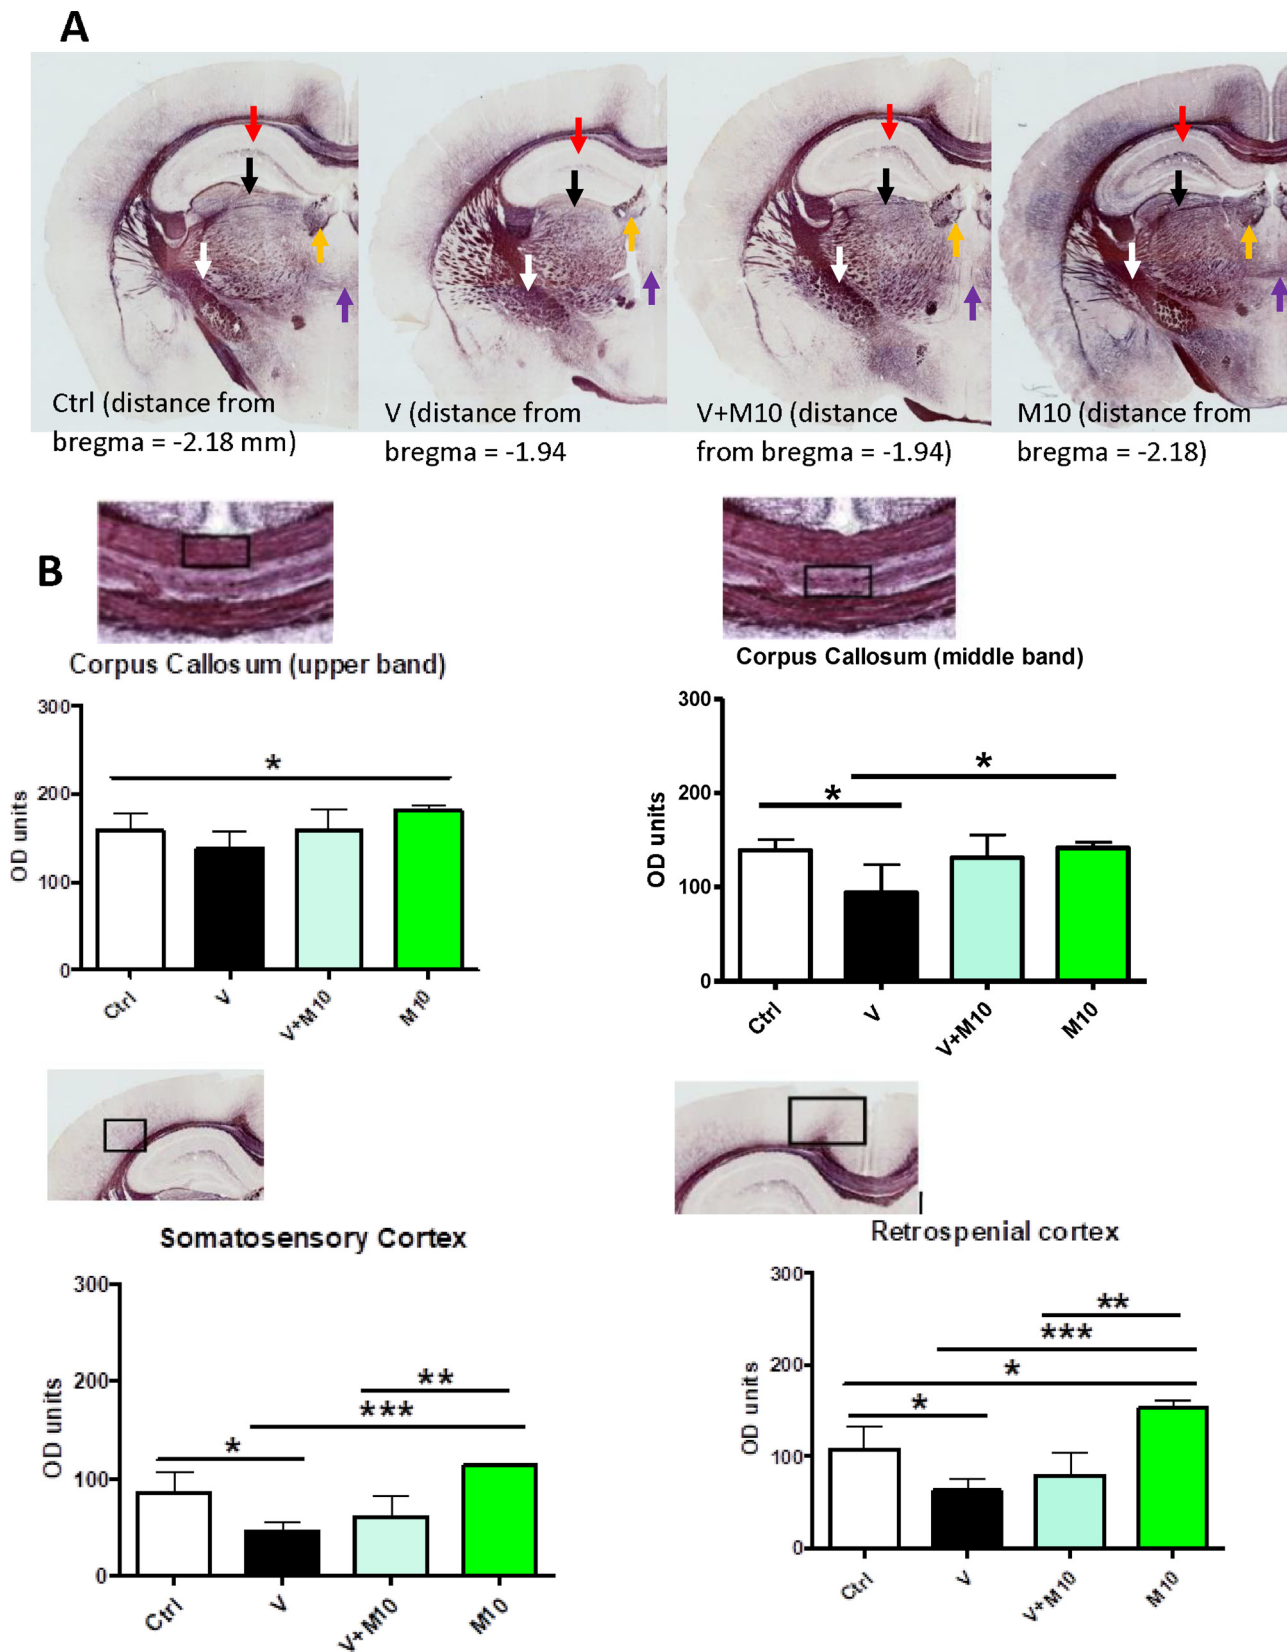 A
Ctrl (distance from
bregma = -2.18 mm)
V (distance from
bregma = -1.94
V+M10 (distance
from bregma = -1.94)
M10 (distance from
bregma = -2.18)
B
Corpus Callosum (upper band)
300
200
100
0
OD units
*
Ctrl
V
V+M10
M10
Corpus Callosum (middle band)
300
200
100
0
OD units
*
*
Ctrl
V
V+M10
M10
Somatosensory Cortex
300
200
100
0
OD units
**
***
*
Ctrl
V
V+M10
M10
Retrospenial cortex
300
200
100
0
OD units
**
***
*
*
Ctrl
V
V+M10
M10